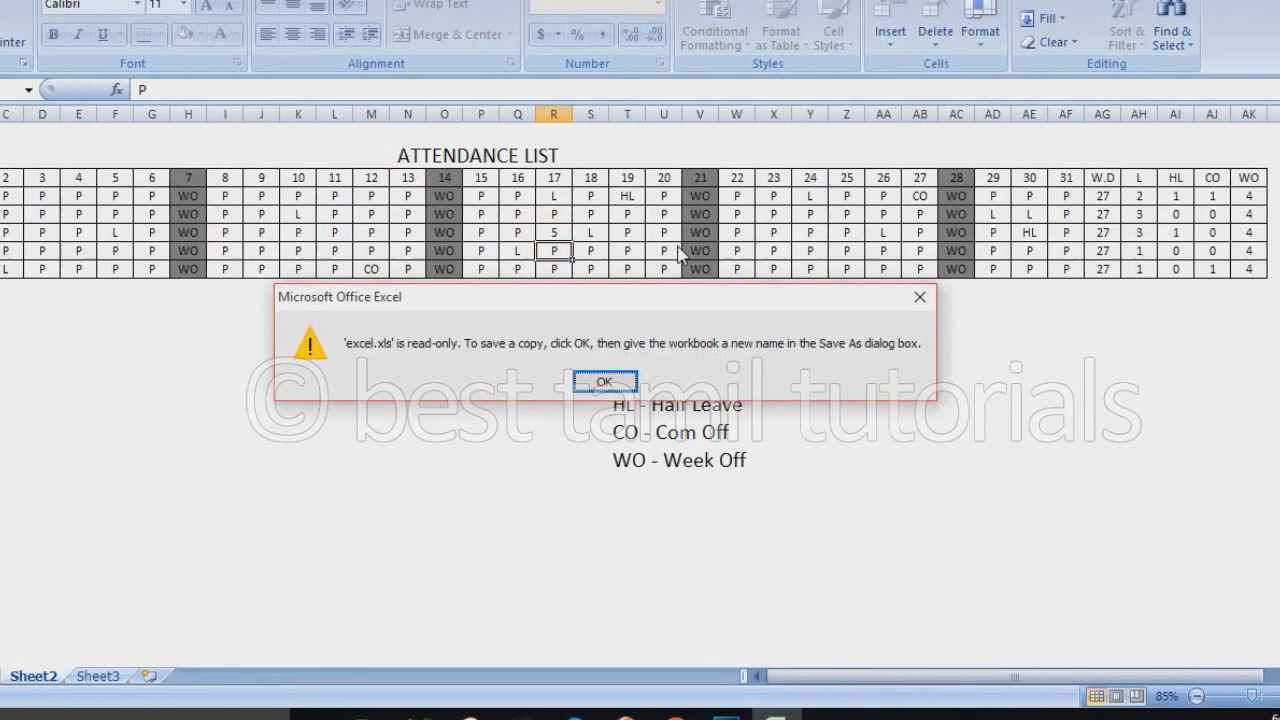 Calibri 11 A A Wrap Text Conditional Formatting Format as Table Cell Styles Insert Delete Format Fill Sort & Filter Find & Select
B I U Merge & Center $ % , Clear
Font Alignment Number Styles Cells Editing
fx P
C D E F G H I J K L M N O P Q R S T U V W X Y Z AA AB AC AD AE AF AG AH AI AJ AK
ATTENDANCE LIST
2 3 4 5 6 7 8 9 10 11 12 13 14 15 16 17 18 19 20 21 22 23 24 25 26 27 28 29 30 31 W.D L HL CO WO
P P P P P WO P P P P P P WO P P L P HL P WO P P L P P CO WO P P P 27 2 1 1 4
P P P P P WO P P L P P P WO P P P P P P WO P P P P P P WO L L P 27 3 0 0 4
P P P L P WO P P P P P P WO P P 5 L P P WO P P P P L P WO P HL P 27 3 1 0 4
P P P P P WO P P P P P P WO P L P P P P WO P P P P P P WO P P P 27 1 0 0 4
L P P P P WO P P P P CO P WO P P P P P P WO P P P P P P WO P P P 27 1 0 1 4
Microsoft Office Excel
'excel.xls' is read-only. To save a copy, click OK, then give the workbook a new name in the Save As dialog box.
OK
© best tamil tutorials
HL - Half Leave
CO - Com Off
WO - Week Off
Sheet2 Sheet3
85%